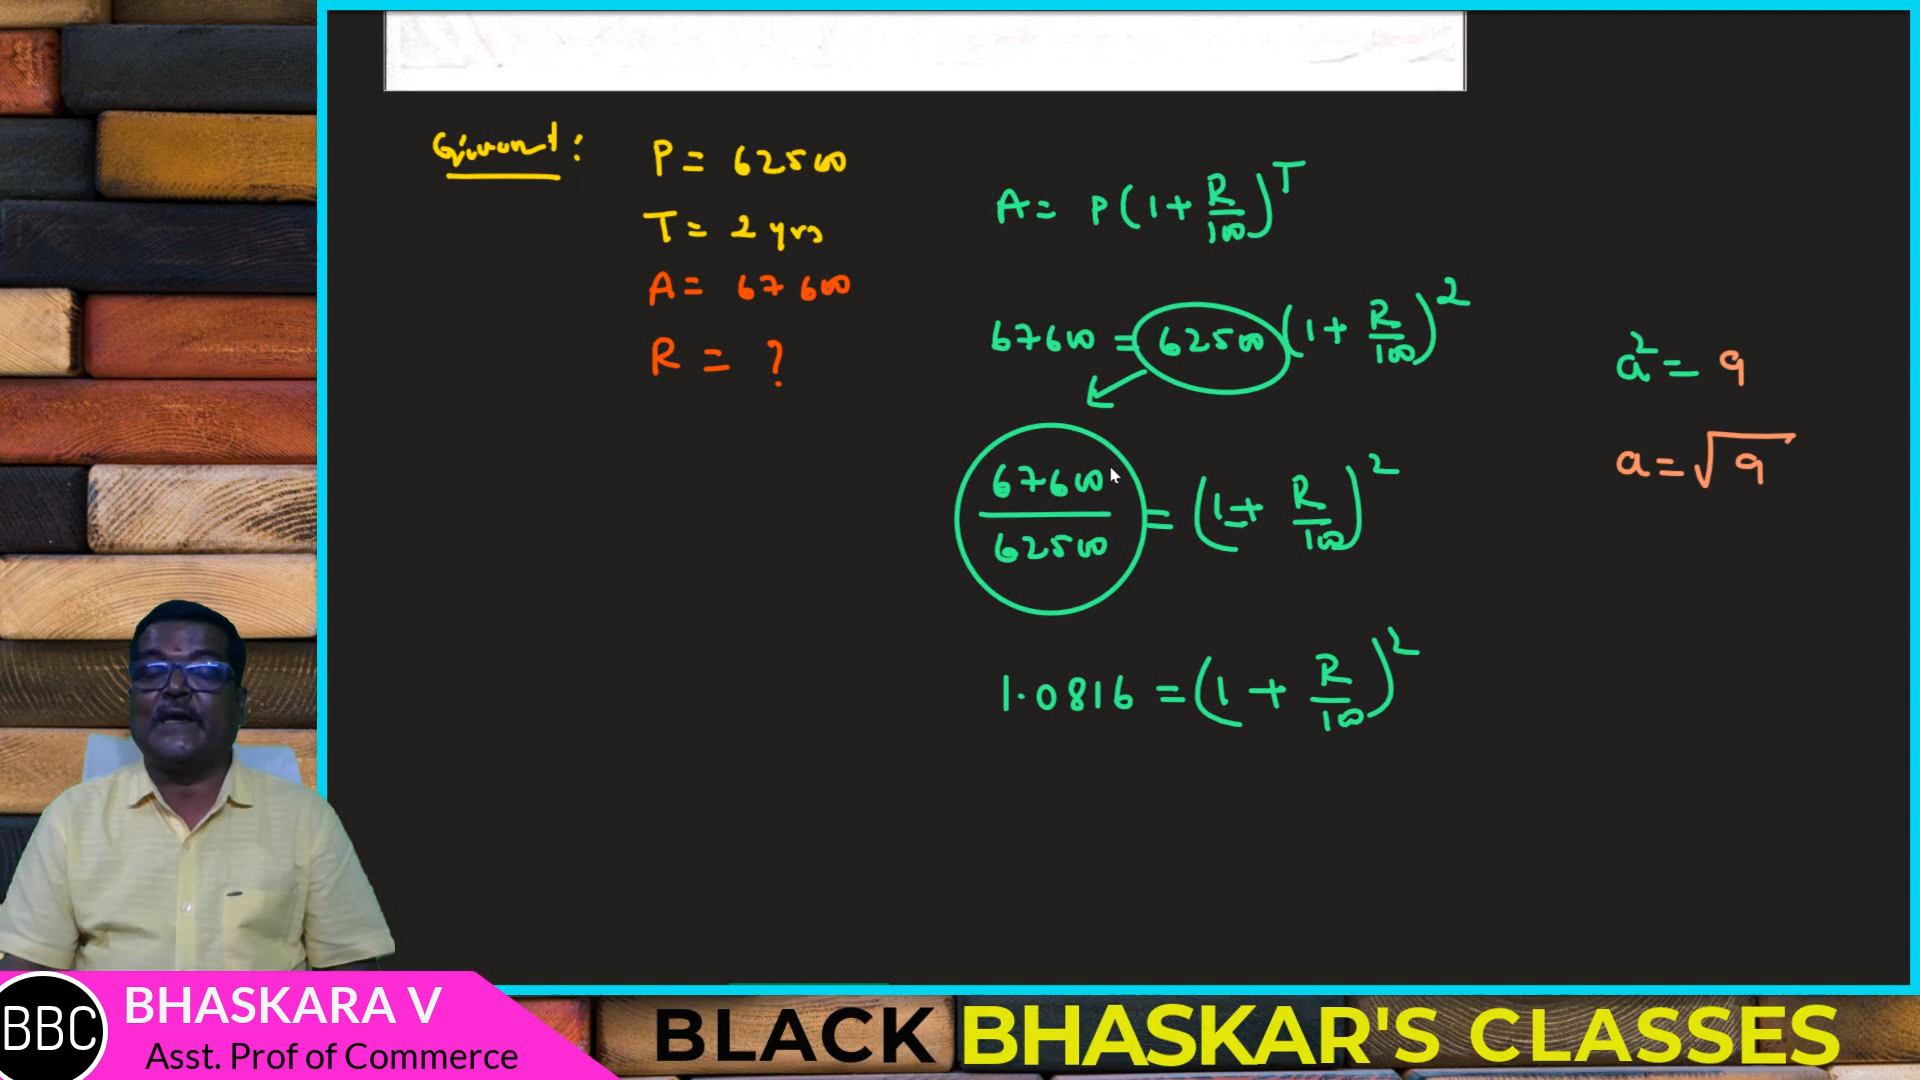 Given:
P = 62500
T = 2 yrs
A = 67600
R = ?
A = P(1 + R/100)^T
67600 = 62500(1 + R/100)^2
67600/62500 = (1 + R/100)^2
1.0816 = (1 + R/100)^2
a^2 = 9
a = √9
BBC
BHASKARA V
Asst. Prof of Commerce
BLACK BHASKAR'S CLASSES